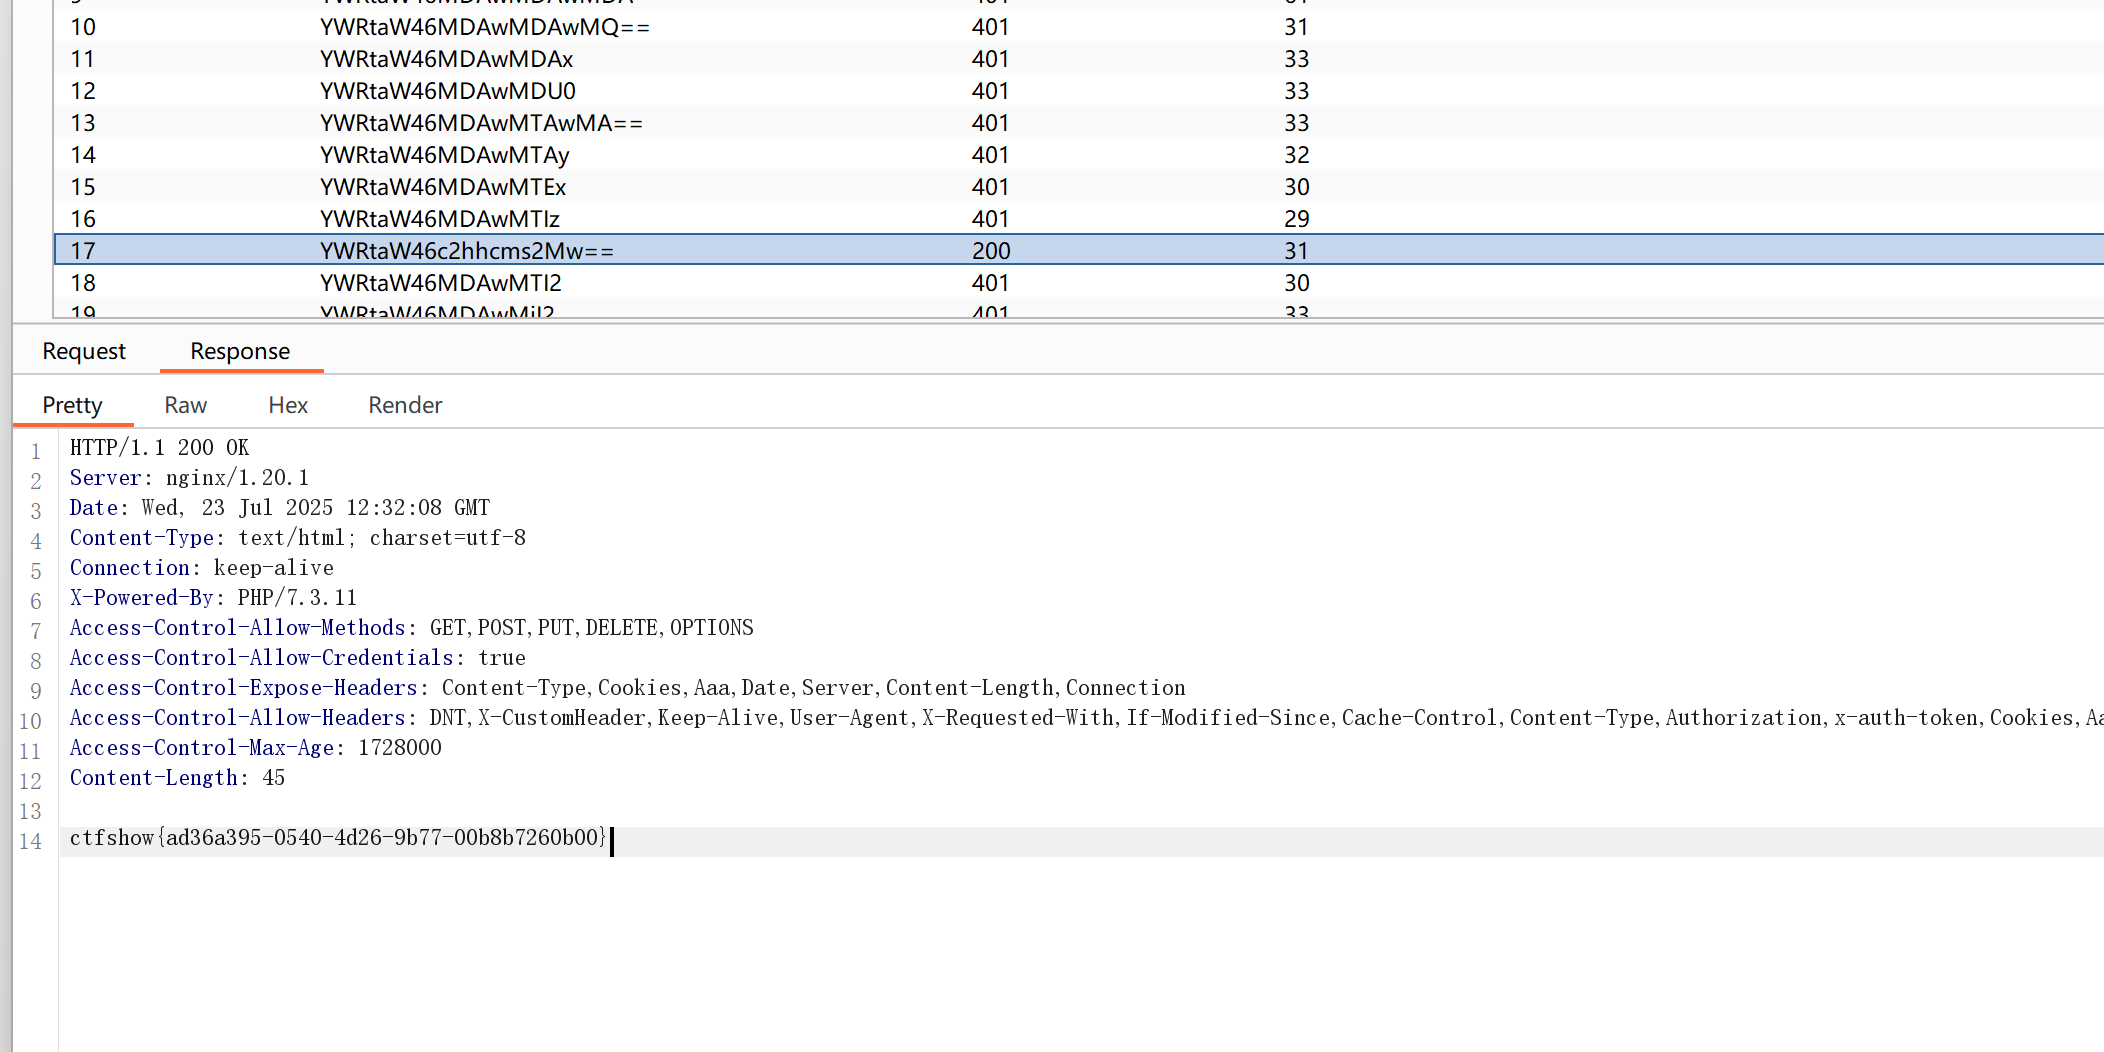 10 YWRtaW46MDAwMDAwMQ== 401 31
11 YWRtaW46MDAwMDAx 401 33
12 YWRtaW46MDAwMDU0 401 33
13 YWRtaW46MDAwMTAwMA== 401 33
14 YWRtaW46MDAwMTAy 401 32
15 YWRtaW46MDAwMTEx 401 30
16 YWRtaW46MDAwMTIz 401 29
17 YWRtaW46c2hhcms2Mw== 200 31
18 YWRtaW46MDAwMTI2 401 30
19 YWRtaW46MDAwMjI2 401 33
Request Response
Pretty Raw Hex Render
1 HTTP/1.1 200 OK
2 Server: nginx/1.20.1
3 Date: Wed, 23 Jul 2025 12:32:08 GMT
4 Content-Type: text/html; charset=utf-8
5 Connection: keep-alive
6 X-Powered-By: PHP/7.3.11
7 Access-Control-Allow-Methods: GET,POST,PUT,DELETE,OPTIONS
8 Access-Control-Allow-Credentials: true
9 Access-Control-Expose-Headers: Content-Type,Cookies,Aaa,Date,Server,Content-Length,Connection
10 Access-Control-Allow-Headers: DNT,X-CustomHeader,Keep-Alive,User-Agent,X-Requested-With,If-Modified-Since,Cache-Control,Content-Type,Authorization,x-auth-token,Cookies,Aa
11 Access-Control-Max-Age: 1728000
12 Content-Length: 45
13
14 ctfshow{ad36a395-0540-4d26-9b77-00b8b7260b00}